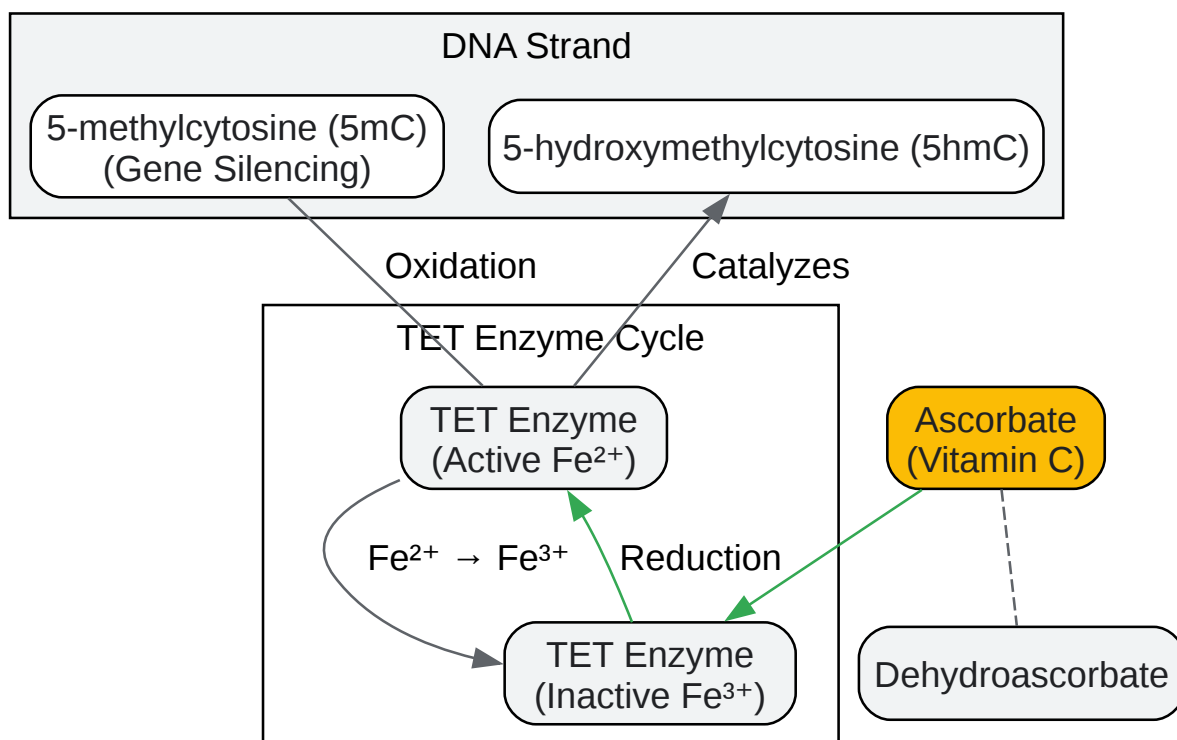 DNA Strand
5-methylcytosine (5mC)
(Gene Silencing)
5-hydroxymethylcytosine (5hmC)
Oxidation
Catalyzes
TET Enzyme Cycle
TET Enzyme
(Active Fe²⁺)
Ascorbate
(Vitamin C)
Fe²⁺ → Fe³⁺
Reduction
TET Enzyme
(Inactive Fe³⁺)
Dehydroascorbate